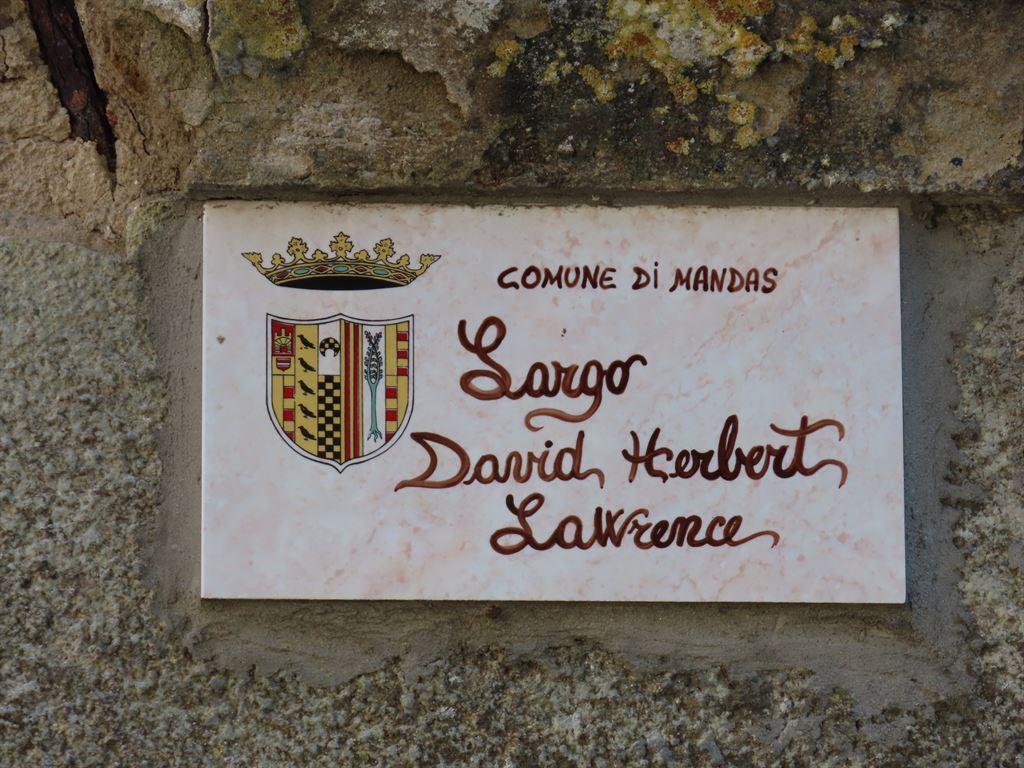 COMUNE Di MANDAS
Largo
David Herbert
Lawrence